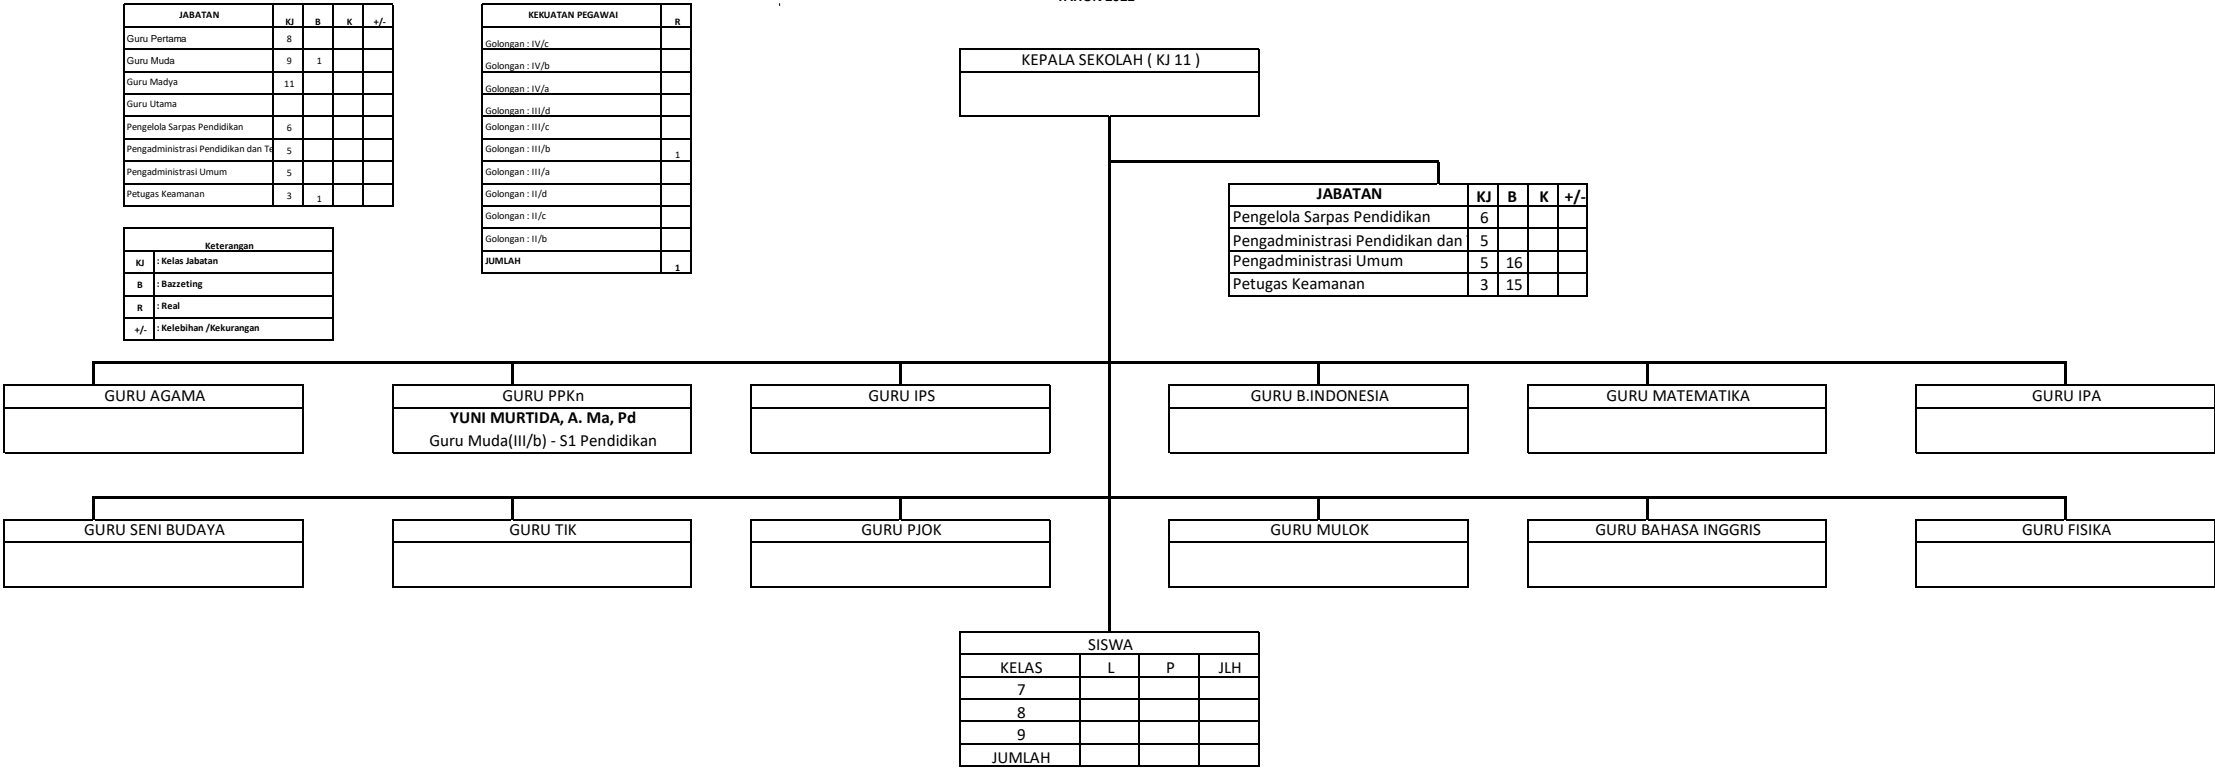 TAHUN 2022
JABATAN KJ B K +/-
Guru Pertama 8
Guru Muda 9 1
Guru Madya 11
Guru Utama
Pengelola Sarpas Pendidikan 6
Pengadministrasi Pendidikan dan Te 5
Pengadministrasi Umum 5
Petugas Keamanan 3 1
Keterangan
KJ : Kelas Jabatan
B : Bazzeting
R : Real
+/- : Kelebihan /Kekurangan
KEKUATAN PEGAWAI R
Golongan : IV/c
Golongan : IV/b
Golongan : IV/a
Golongan : III/d
Golongan : III/c
Golongan : III/b 1
Golongan : III/a
Golongan : II/d
Golongan : II/c
Golongan : II/b
JUMLAH 1
KEPALA SEKOLAH ( KJ 11 )
JABATAN KJ B K +/-
Pengelola Sarpas Pendidikan 6
Pengadministrasi Pendidikan dan 5
Pengadministrasi Umum 5 16
Petugas Keamanan 3 15
GURU AGAMA
GURU PPKn
YUNI MURTIDA, A. Ma, Pd
Guru Muda(III/b) - S1 Pendidikan
GURU IPS
GURU B.INDONESIA
GURU MATEMATIKA
GURU IPA
GURU SENI BUDAYA
GURU TIK
GURU PJOK
GURU MULOK
GURU BAHASA INGGRIS
GURU FISIKA
SISWA
KELAS L P JLH
7
8
9
JUMLAH